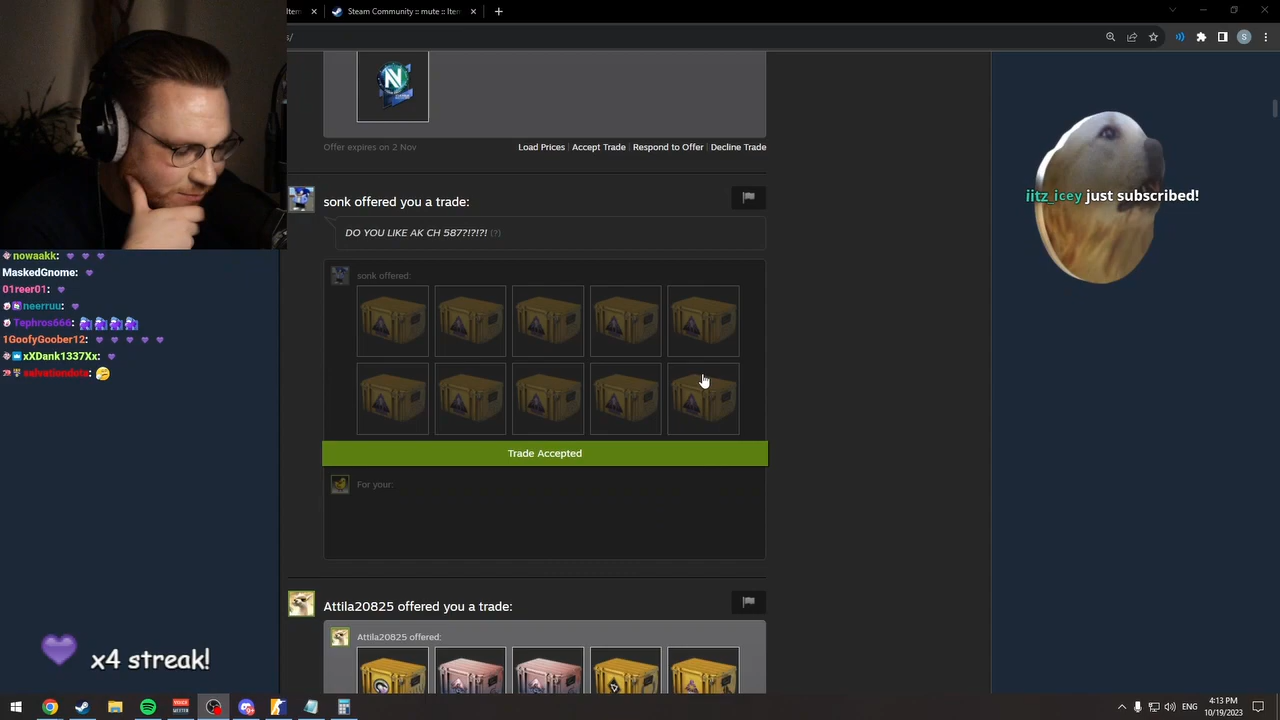 Item
Steam Community :: mute :: Iten
s/
Offer expires on 2 Nov
Load Prices | Accept Trade | Respond to Offer | Decline Trade
sonk offered you a trade:
DO YOU LIKE AK CH 587?!?!?! (?)
sonk offered:
Trade Accepted
For your:
Attila20825 offered you a trade:
Attila20825 offered:
iitz_icey just subscribed!
nowaakk:
MaskedGnome:
01reer01:
neerruu:
Tephros666:
1GoofyGoober12:
xXDank1337Xx:
salvationdota:
x4 streak!
ENG
4:13 PM
10/19/2023